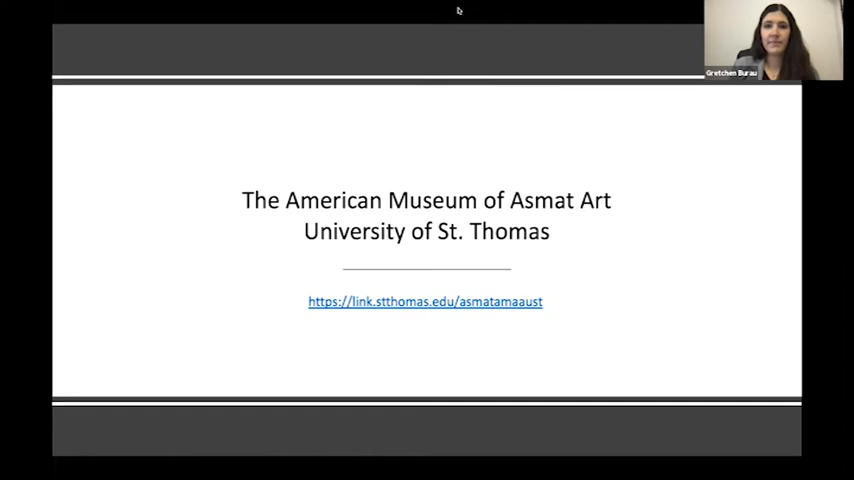 Gretchen Burau
The American Museum of Asmat Art
University of St. Thomas
https://link.stthomas.edu/asmatamaaust